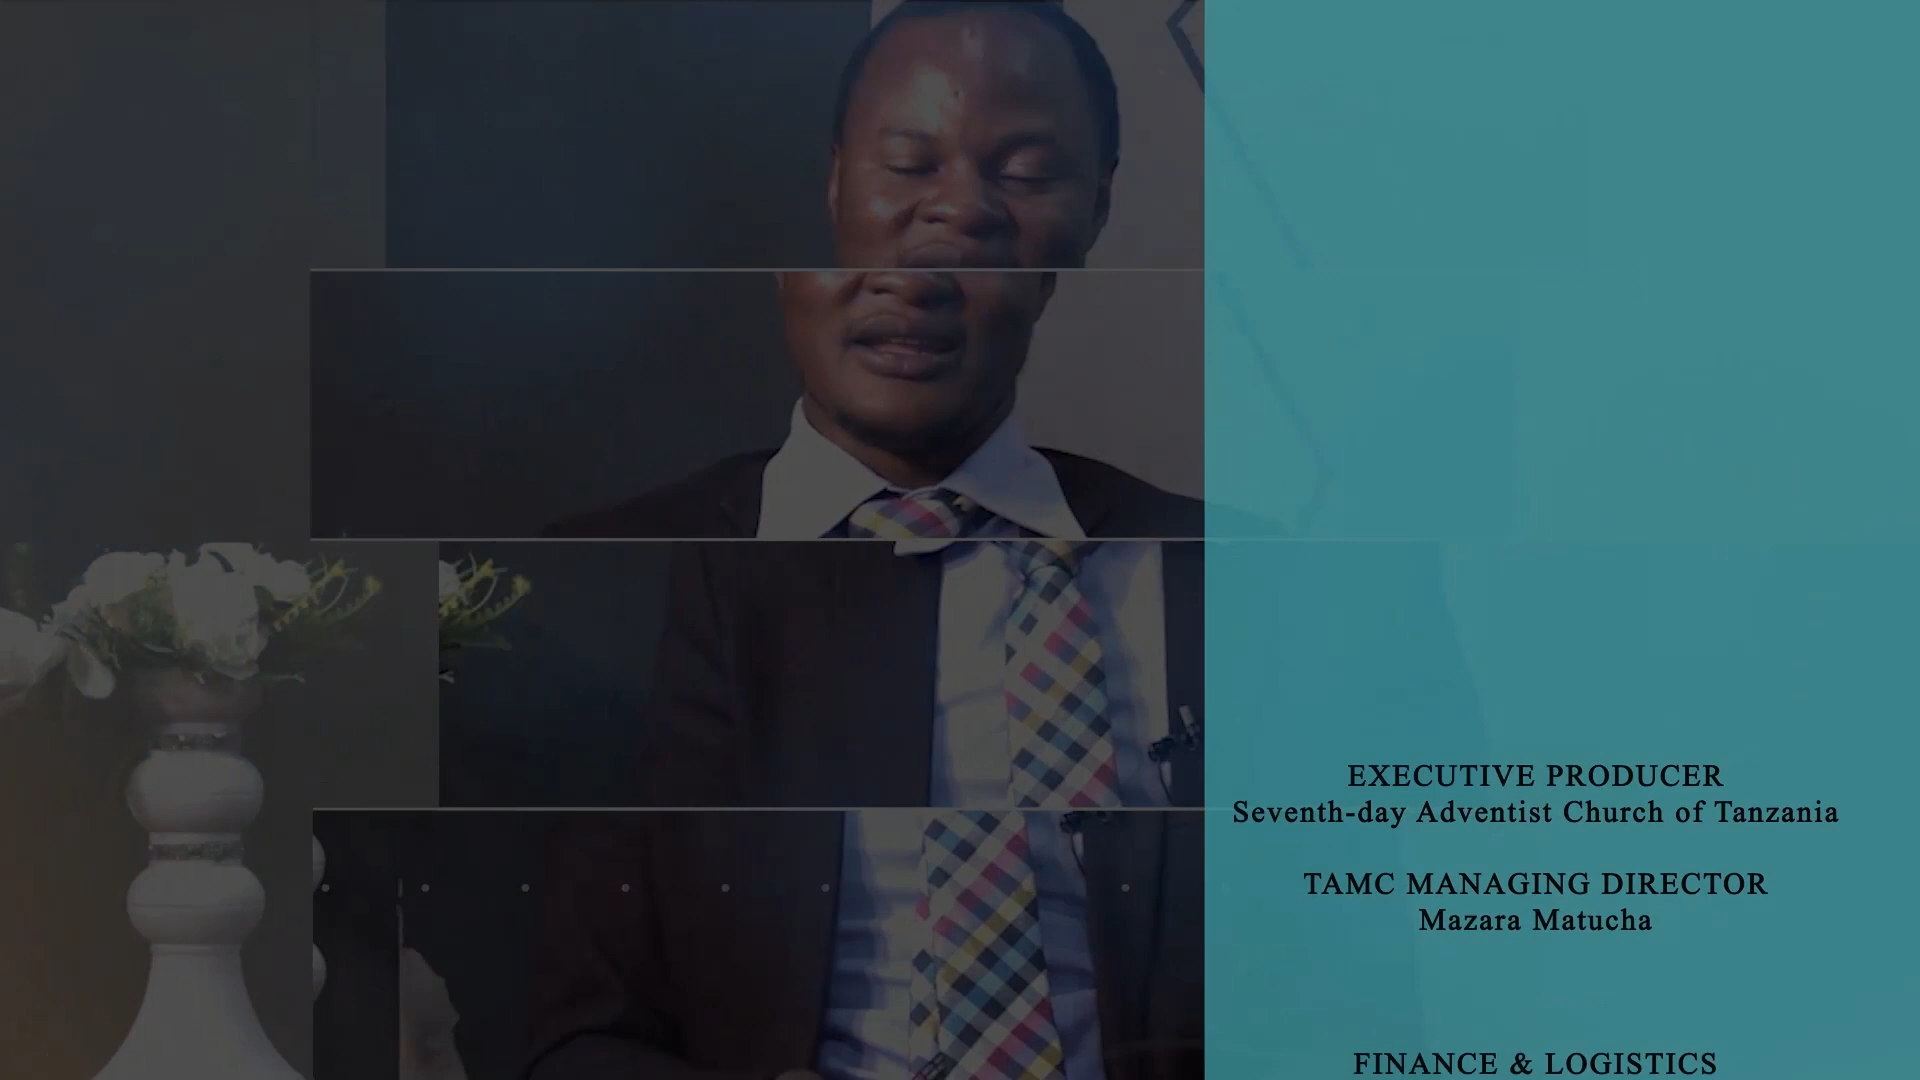 EXECUTIVE PRODUCER
Seventh-day Adventist Church of Tanzania
TAMC MANAGING DIRECTOR
Mazara Matucha
FINANCE & LOGISTICS